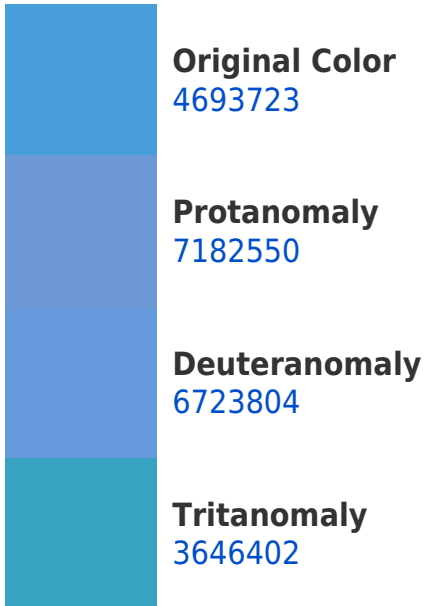 Original Color
4693723
Protanomaly
7182550
Deuteranomaly
6723804
Tritanomaly
3646402